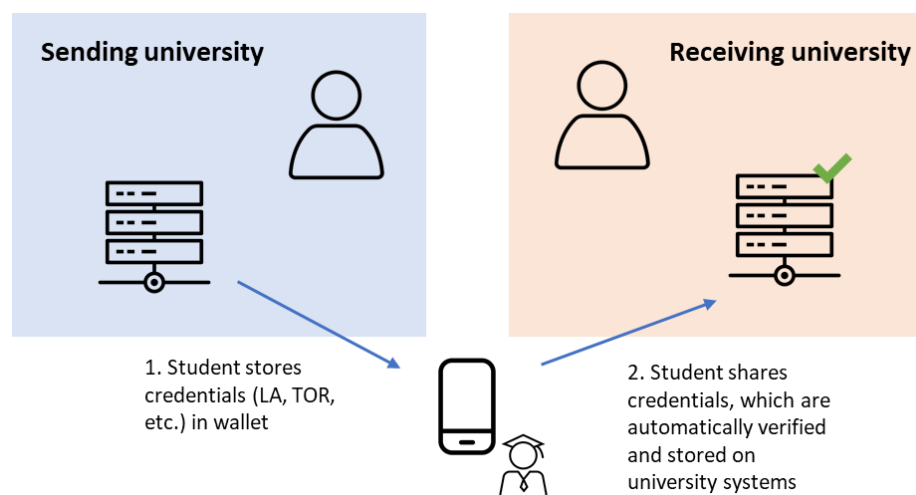 Sending university
Receiving university
1. Student stores
credentials (LA, TOR,
etc.) in wallet
2. Student shares
credentials, which are
automatically verified
and stored on
university systems